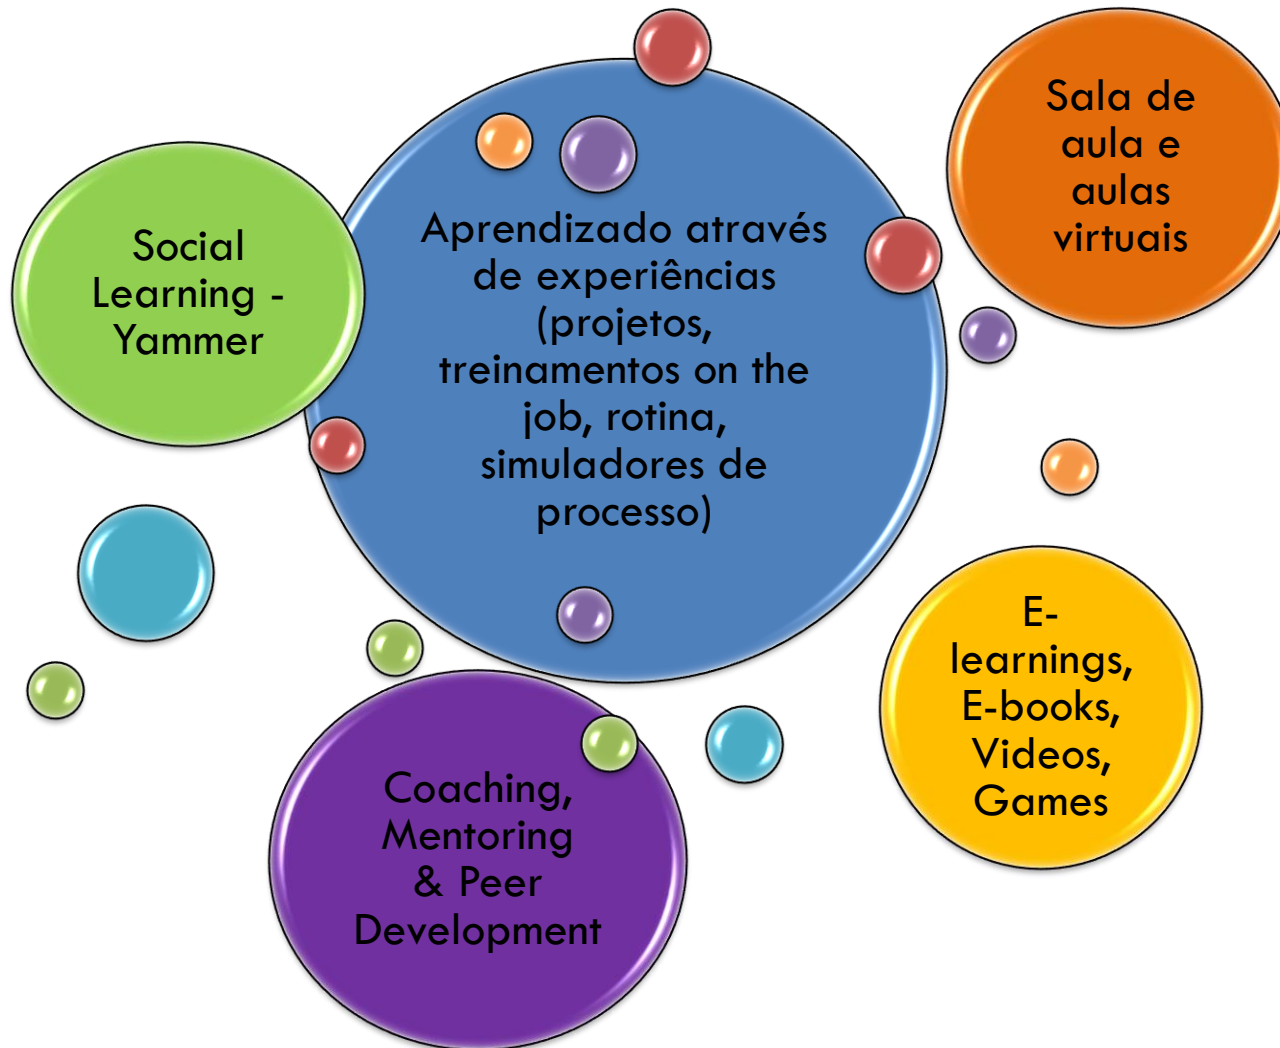 Sala de
aula e
aulas
virtuais
Social
Learning -
Yammer
Aprendizado através
de experiências
(projetos,
treinamentos on the
job, rotina,
simuladores de
processo)
E-
learnings,
E-books,
Videos,
Games
Coaching,
Mentoring
& Peer
Development